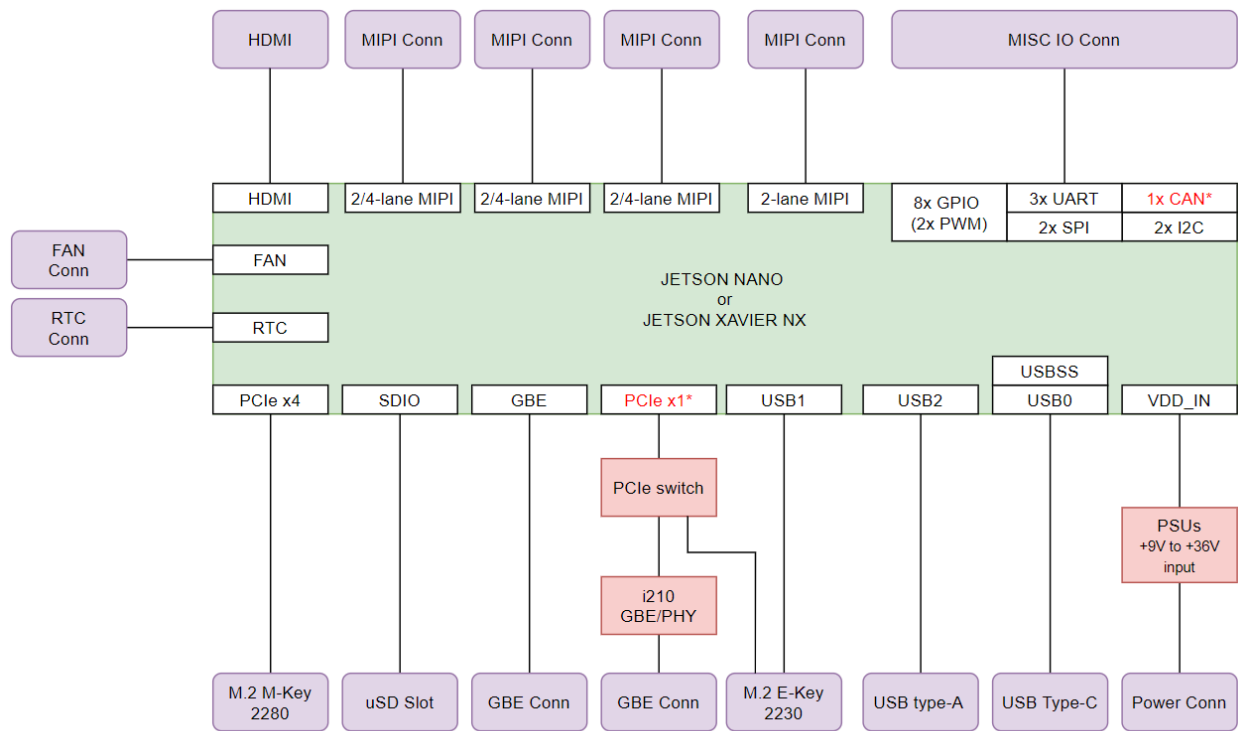 HDMI
MIPI Conn
MIPI Conn
MIPI Conn
MIPI Conn
MISC IO Conn
HDMI
2/4-lane MIPI
2/4-lane MIPI
2/4-lane MIPI
2-lane MIPI
8x GPIO
(2x PWM)
3x UART
1x CAN*
2x SPI
2x I2C
FAN
Conn
FAN
RTC
Conn
RTC
JETSON NANO
or
JETSON XAVIER NX
USBSS
PCIe x4
SDIO
GBE
PCIe x1*
USB1
USB2
USB0
VDD_IN
PCIe switch
PSUs
+9V to +36V
input
i210
GBE/PHY
M.2 M-Key
2280
uSD Slot
GBE Conn
GBE Conn
M.2 E-Key
2230
USB type-A
USB Type-C
Power Conn